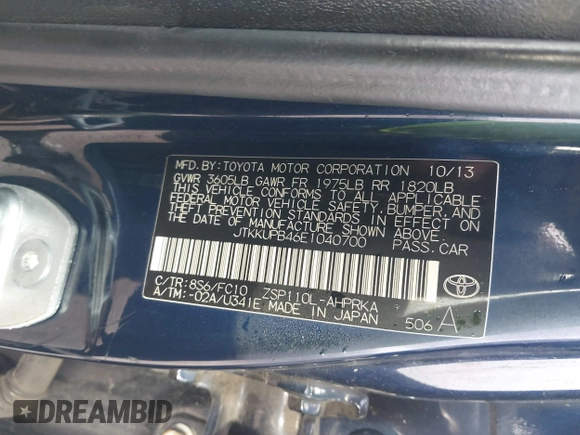 MFD.BY:TOYOTA MOTOR CORPORATION 10/13
GVWR 3605LB GAWR FR 1975LB RR 1820LB
THIS VEHICLE CONFORMS TO ALL APPLICABLE
FEDERAL MOTOR VEHICLE SAFETY,BUMPER,AND
THEFT PREVENTION STANDARDS IN EFFECT ON
THE DATE OF MANUFACTURE SHOWN ABOVE.
JTKKUPB46E1040700 PASS.CAR
C/TR:8S6/FC10 ZSP110L-AHPRKA
A/TM:-02A/U341E MADE IN JAPAN
TOYOTA
506 A
DREAMBID